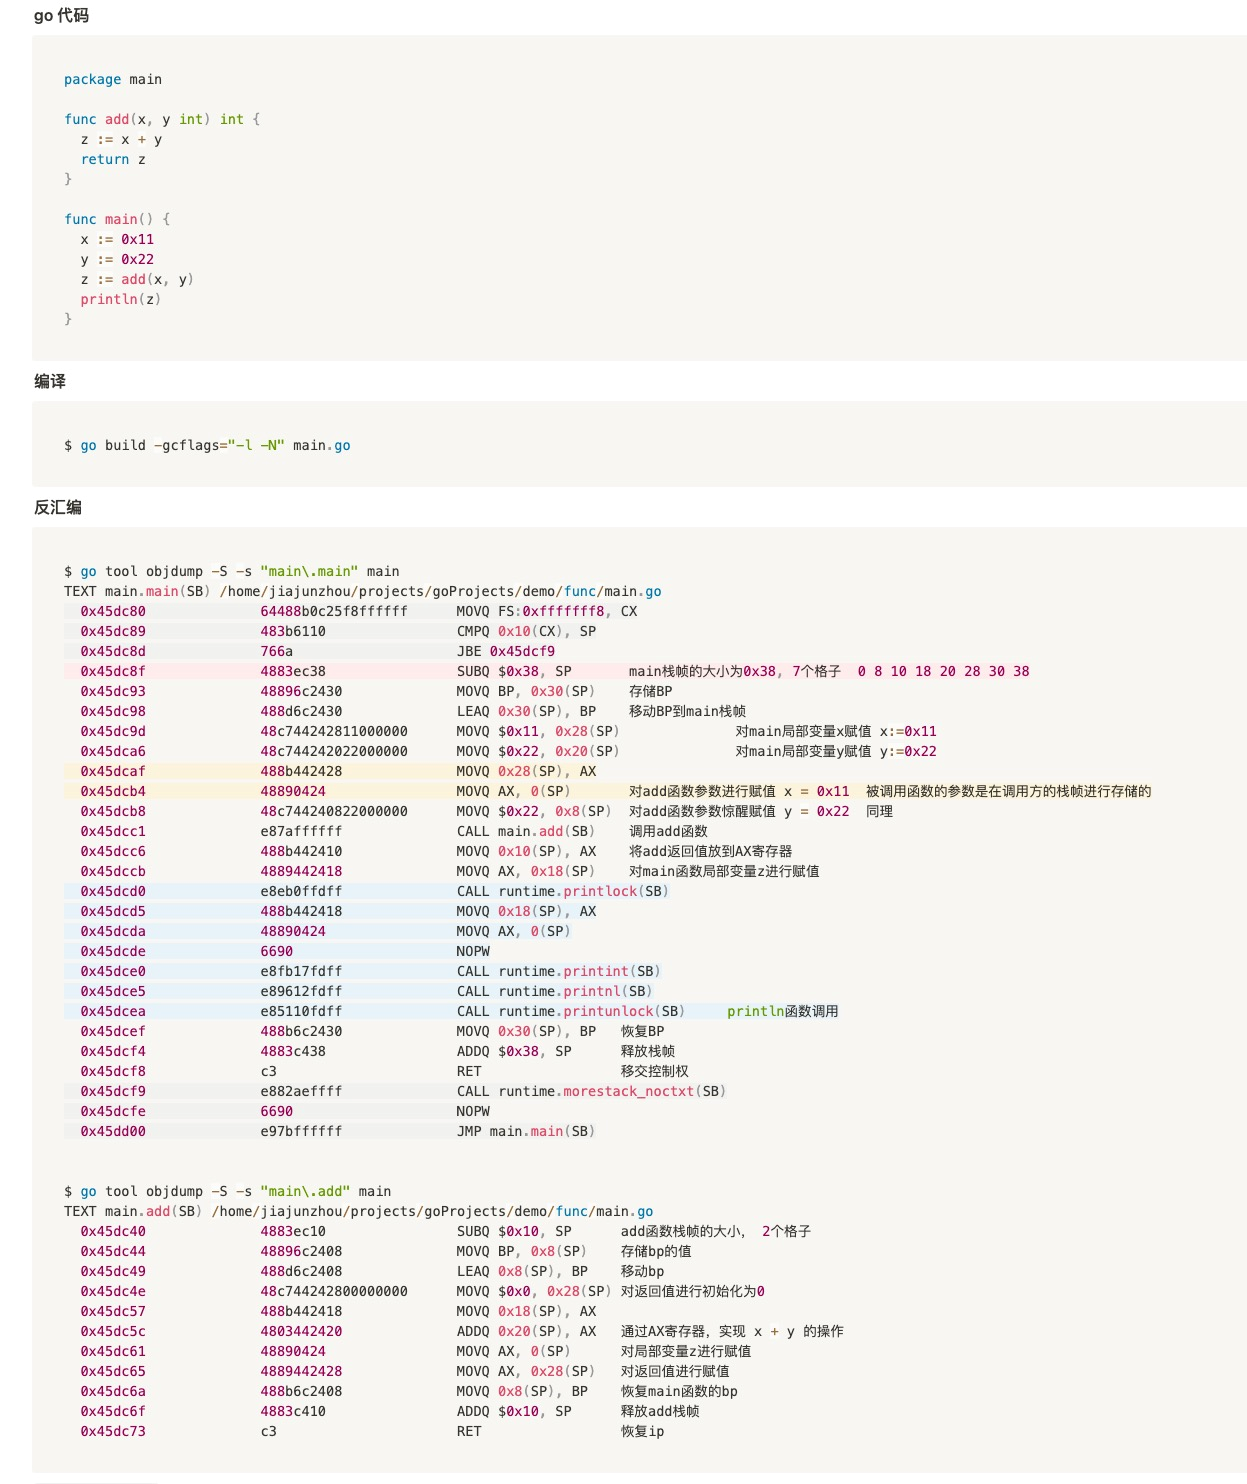 go 代码
package main
func add(x, y int) int {
z := x + y
return z
}
func main() {
x := 0x11
y := 0x22
z := add(x, y)
println(z)
}
编译
$ go build -gcflags="-l -N" main.go
反汇编
$ go tool objdump -S -s "main\.main" main
TEXT main.main(SB) /home/jiajunzhou/projects/goProjects/demo/func/main.go
0x45dc80 64488b0c25f8ffffff MOVQ FS:0xfffffff8, CX
0x45dc89 483b6110 CMPQ 0x10(CX), SP
0x45dc8d 766a JBE 0x45dcf9
0x45dc8f 4883ec38 SUBQ $0x38, SP main栈帧的大小为0x38, 7个格子 0 8 10 18 20 28 30 38
0x45dc93 48896c2430 MOVQ BP, 0x30(SP) 存储BP
0x45dc98 488d6c2430 LEAQ 0x30(SP), BP 移动BP到main栈帧
0x45dc9d 48c744242811000000 MOVQ $0x11, 0x28(SP) 对main局部变量x赋值 x:=0x11
0x45dca6 48c744242022000000 MOVQ $0x22, 0x20(SP) 对main局部变量y赋值 y:=0x22
0x45dcaf 488b442428 MOVQ 0x28(SP), AX
0x45dcb4 48890424 MOVQ AX, 0(SP) 对add函数参数进行赋值 x = 0x11 被调用函数的参数是在调用方的栈帧进行存储的
0x45dcb8 48c744240822000000 MOVQ $0x22, 0x8(SP) 对add函数参数惊醒赋值 y = 0x22 同理
0x45dcc1 e87affffff CALL main.add(SB) 调用add函数
0x45dcc6 488b442410 MOVQ 0x10(SP), AX 将add返回值放到AX寄存器
0x45dccb 4889442418 MOVQ AX, 0x18(SP) 对main函数局部变量z进行赋值
0x45dcd0 e8eb0ffdff CALL runtime.printlock(SB)
0x45dcd5 488b442418 MOVQ 0x18(SP), AX
0x45dcda 48890424 MOVQ AX, 0(SP)
0x45dcde 6690 NOPW
0x45dce0 e8fb17fdff CALL runtime.printint(SB)
0x45dce5 e89612fdff CALL runtime.printnl(SB)
0x45dcea e85110fdff CALL runtime.printunlock(SB) println函数调用
0x45dcef 488b6c2430 MOVQ 0x30(SP), BP 恢复BP
0x45dcf4 4883c438 ADDQ $0x38, SP 释放栈帧
0x45dcf8 c3 RET 移交控制权
0x45dcf9 e882aeffff CALL runtime.morestack_noctxt(SB)
0x45dcfe 6690 NOPW
0x45dd00 e97bffffff JMP main.main(SB)
$ go tool objdump -S -s "main\.add" main
TEXT main.add(SB) /home/jiajunzhou/projects/goProjects/demo/func/main.go
0x45dc40 4883ec10 SUBQ $0x10, SP add函数栈帧的大小, 2个格子
0x45dc44 48896c2408 MOVQ BP, 0x8(SP) 存储bp的值
0x45dc49 488d6c2408 LEAQ 0x8(SP), BP 移动bp
0x45dc4e 48c744242800000000 MOVQ $0x0, 0x28(SP) 对返回值进行初始化为0
0x45dc57 488b442418 MOVQ 0x18(SP), AX
0x45dc5c 4803442420 ADDQ 0x20(SP), AX 通过AX寄存器，实现 x + y 的操作
0x45dc61 48890424 MOVQ AX, 0(SP) 对局部变量z进行赋值
0x45dc65 4889442428 MOVQ AX, 0x28(SP) 对返回值进行赋值
0x45dc6a 488b6c2408 MOVQ 0x8(SP), BP 恢复main函数的bp
0x45dc6f 4883c410 ADDQ $0x10, SP 释放add栈帧
0x45dc73 c3 RET 恢复ip